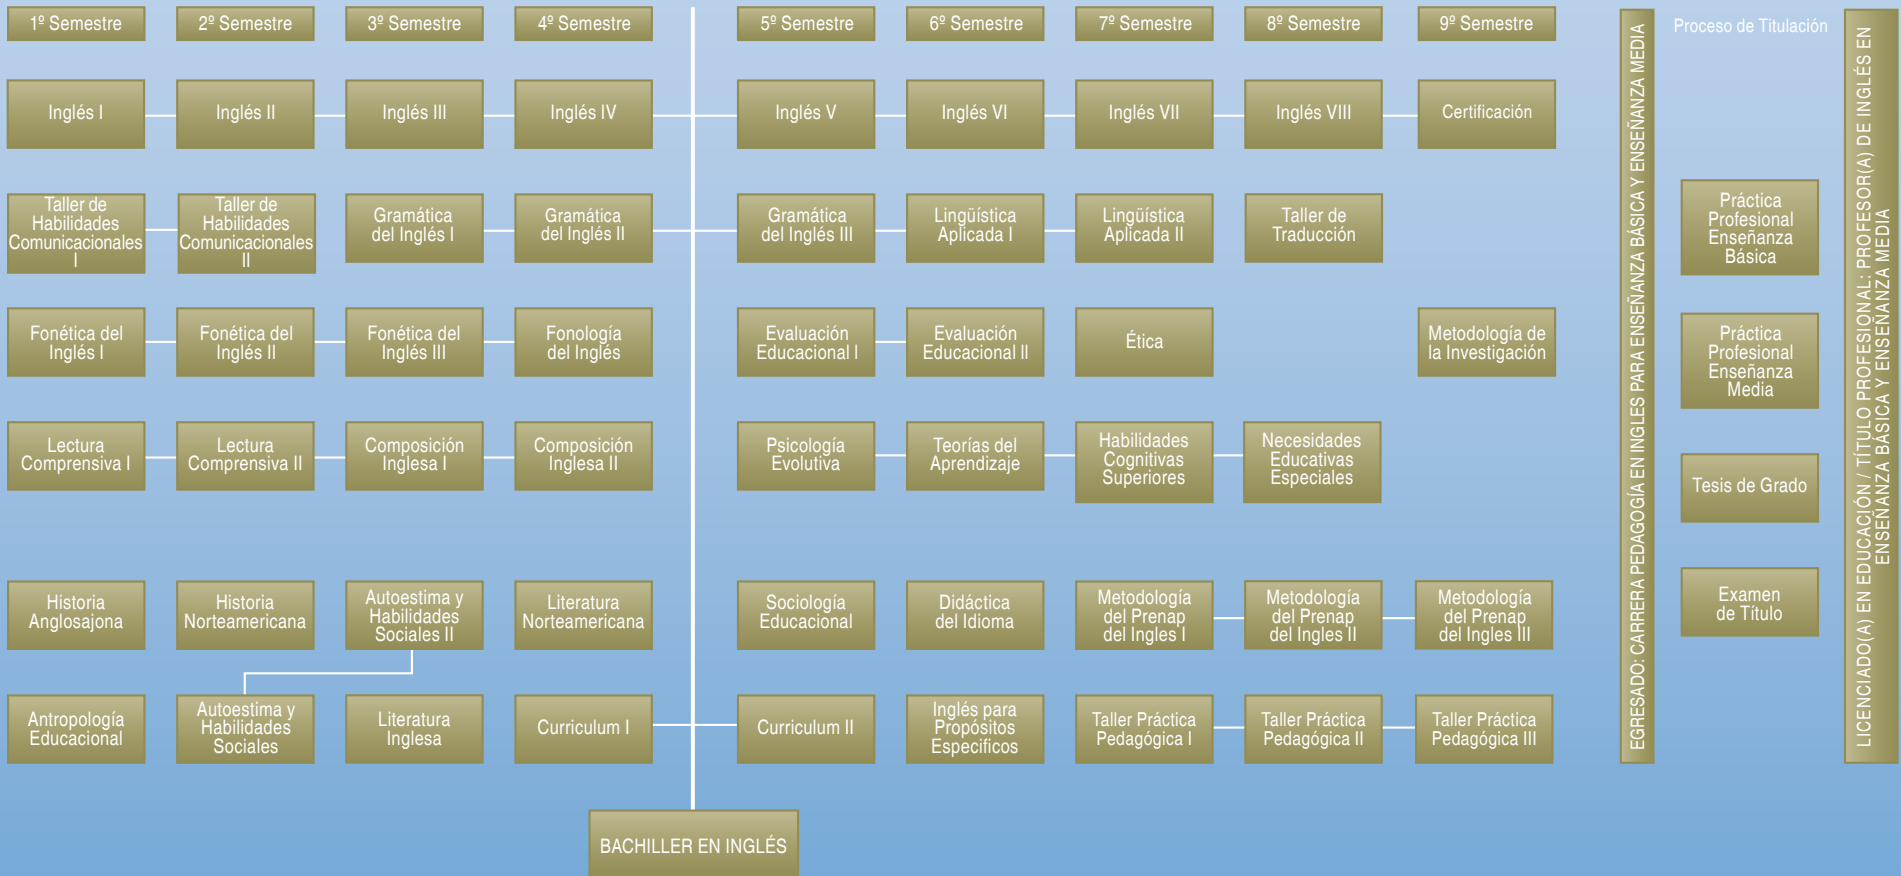 1º Semestre
2º Semestre
3º Semestre
4º Semestre
5º Semestre
6º Semestre
7º Semestre
8º Semestre
9º Semestre
Proceso de Titulación
Inglés I
Inglés II
Inglés III
Inglés IV
Inglés V
Inglés VI
Inglés VII
Inglés VIII
Certificación
Taller de
Habilidades
Comunicacionales
I
Taller de
Habilidades
Comunicacionales
II
Gramática
del Inglés I
Gramática
del Inglés II
Gramática
del Inglés III
Lingüística
Aplicada I
Lingüística
Aplicada II
Taller de
Traducción
Fonética del
Inglés I
Fonética del
Inglés II
Fonética del
Inglés III
Fonología
del Inglés
Evaluación
Educacional I
Evaluación
Educacional II
Ética
Metodología de
la Investigación
Lectura
Comprensiva I
Lectura
Comprensiva II
Composición
Inglesa I
Composición
Inglesa II
Psicología
Evolutiva
Teorías del
Aprendizaje
Habilidades
Cognitivas
Superiores
Necesidades
Educativas
Especiales
Historia
Anglosajona
Historia
Norteamericana
Autoestima y
Habilidades
Sociales II
Literatura
Norteamericana
Sociología
Educacional
Didáctica
del Idioma
Metodología
del Prenap
del Ingles I
Metodología
del Prenap
del Ingles II
Metodología
del Prenap
del Ingles III
Antropología
Educacional
Autoestima y
Habilidades
Sociales
Literatura
Inglesa
Curriculum I
Curriculum II
Inglés para
Propósitos
Especificos
Taller Práctica
Pedagógica I
Taller Práctica
Pedagógica II
Taller Práctica
Pedagógica III
BACHILLER EN INGLÉS
EGRESADO: CARRERA PEDAGOGÍA EN INGLES PARA ENSEÑANZA BÁSICA Y ENSEÑANZA MEDIA
Práctica
Profesional
Enseñanza
Básica
Práctica
Profesional
Enseñanza
Media
Tesis de Grado
Examen
de Título
LICENCIADO(A) EN EDUCACIÓN / TÍTULO PROFESIONAL: PROFESOR(A) DE INGLÉS EN
ENSEÑANZA BÁSICA Y ENSEÑANZA MEDIA